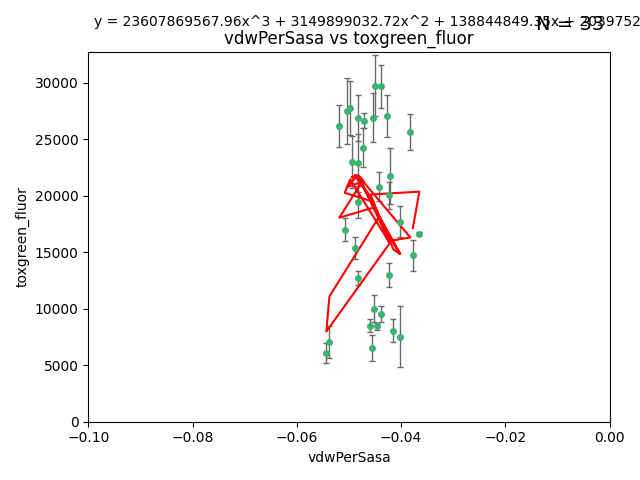 y = 23607869567.96x^3 + 3149899032.72x^2 + 138844849.35x + 2039752
N = 33
vdwPerSasa vs toxgreen_fluor
30000
25000
20000
15000
10000
5000
0
toxgreen_fluor
−0.10 −0.08 −0.06 −0.04 −0.02 0.00
vdwPerSasa